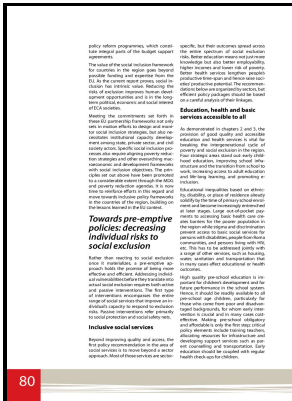 policy reform programmes, which consti-
tute integral parts of the budget support
agreements.
The value of the social inclusion framework
for countries in the region goes beyond
possible funding and expertise from the
EU. As the current report proves, social in-
clusion has intrinsic value. Reducing the
risks of exclusion improves human devel-
opment opportunities and is in the long-
term political, economic and social interest
of ECA societies.
Meeting the commitments set forth in
these EU partnership frameworks not only
aids in motion efforts to design and moni-
tor social inclusion strategies, but also ne-
cessitates institutional capacity develop-
ment among state, private sector, and civil
society actors. Specific social inclusion pro-
cesses also require aligning poverty reduc-
tion strategies and other overarching mac-
roeconomic and development frameworks
with social inclusion objectives. The prin-
ciples set out above have been promoted
to a considerable extent through the MDG
and poverty reduction agendas. It is now
time to reinforce efforts in this regard and
move towards inclusive policy frameworks
in the countries of the region, building on
the lessons learned in the EU context.
Towards pre-emptive
policies: decreasing
individual risks to
social exclusion
Rather than reacting to social exclusion
once it materializes, a pre-emptive ap-
proach holds the promise of being more
effective and efficient. Addressing individ-
ual vulnerabilities before they translate into
actual social exclusion requires both active
and passive interventions. The first type
of interventions encompasses the entire
range of social services that improve an in-
dividual's capacity to respond to exclusion
risks. Passive interventions refer primarily
to social protection and social safety nets.
Inclusive social services
Beyond improving quality and access, the
first policy recommendation in the area of
social services is to move beyond a sector
approach. Most of these services are sector-
specific, but their outcomes spread across
the entire spectrum of social exclusion
risks. Better education means not just more
knowledge but also better employability,
higher incomes and lower risk of poverty.
Better health services lengthen people's
productive time-span and hence save soci-
eties' productive potential. The recommen-
dations below are organized by sectors, but
efficient policy packages should be based
on a careful analysis of their linkages.
Education, health and basic
services accessible to all
As demonstrated in chapters 2 and 3, the
provision of good quality and accessible
education and health services is vital for
breaking the intergenerational cycle of
poverty and social exclusion in the region.
Four strategic areas stand out: early child-
hood education, improving school infra-
structure and the transition from school to
work, increasing access to adult education
and life-long learning, and promoting e-
inclusion.
Educational inequalities based on ethnic-
ity, disability, or place of residence already
solidify by the time of primary school enrol-
ment and become increasingly entrenched
at later stages. Large out-of-pocket pay-
ments to accessing basic health care cre-
ates barriers for the power population in
the region while stigma and discrimination
prevent access to basic social services for
persons with disabilities, people from Roma
communities, and persons living with HIV,
etc. This has to be addressed jointly with
a range of other services, such as housing,
water, sanitation and transportation that
in many cases affect educational or health
outcomes.
High quality pre-school education is im-
portant for children's development and for
future performance in the school system.
Hence, it should be readily available to all
pre-school age children, particularly for
those who come from poor and disadvan-
taged backgrounds, for whom early inter-
vention is crucial and in many cases cost-
effective. Making pre-school obligatory
and affordable is only the first step; critical
policy elements include training teachers,
allocating resources for infrastructure and
developing support services such as par-
ent counselling and transportation. Early
education should be coupled with regular
health check-ups for children.
80